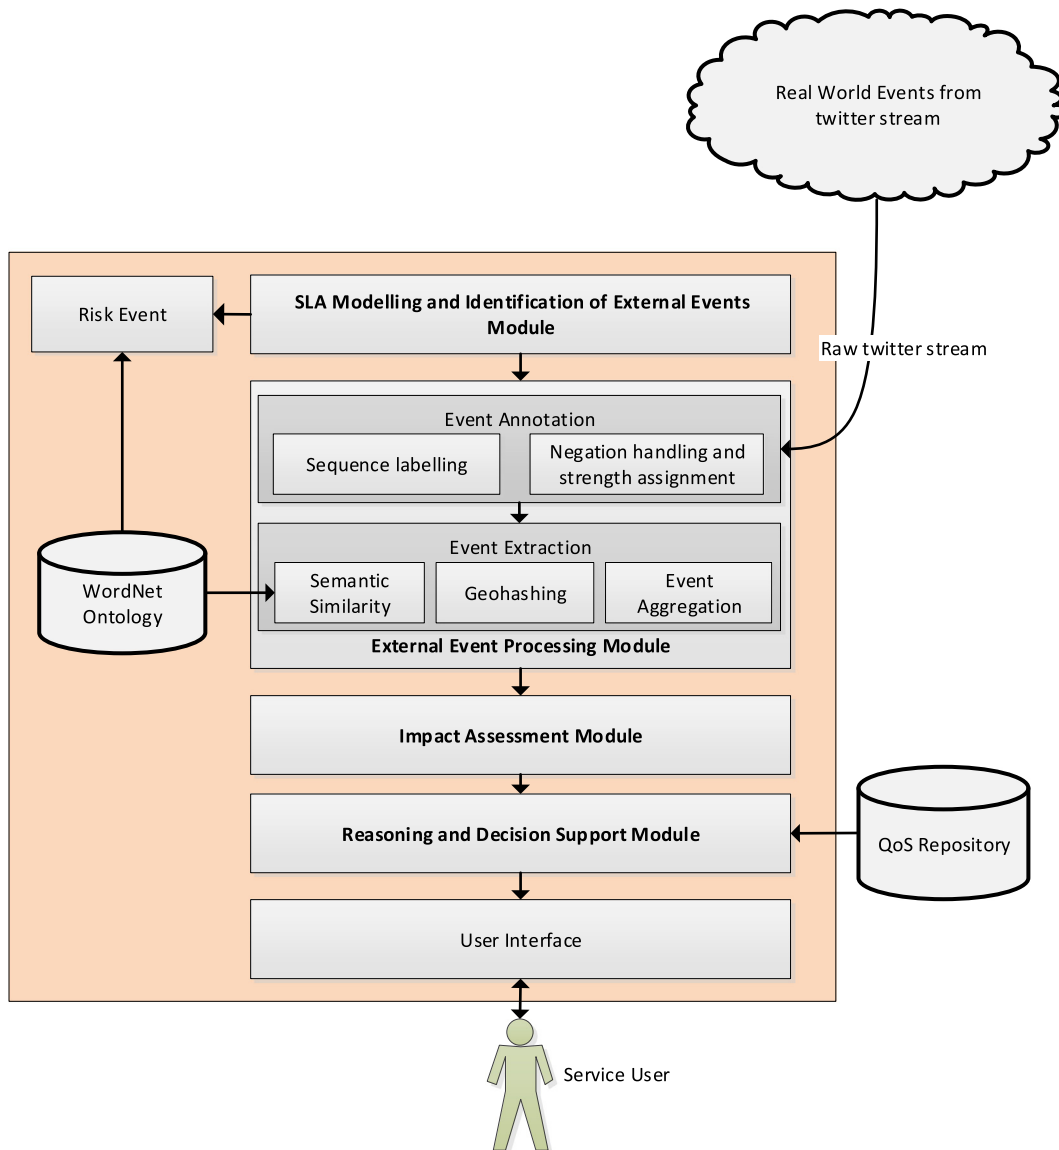 Real World Events from
twitter stream
Risk Event
SLA Modelling and Identification of External Events
Module
Raw twitter stream
Event Annotation
Sequence labelling
Negation handling and
strength assignment
Event Extraction
WordNet
Ontology
Semantic
Similarity
Geohashing
Event
Aggregation
External Event Processing Module
Impact Assessment Module
Reasoning and Decision Support Module
QoS Repository
User Interface
Service User